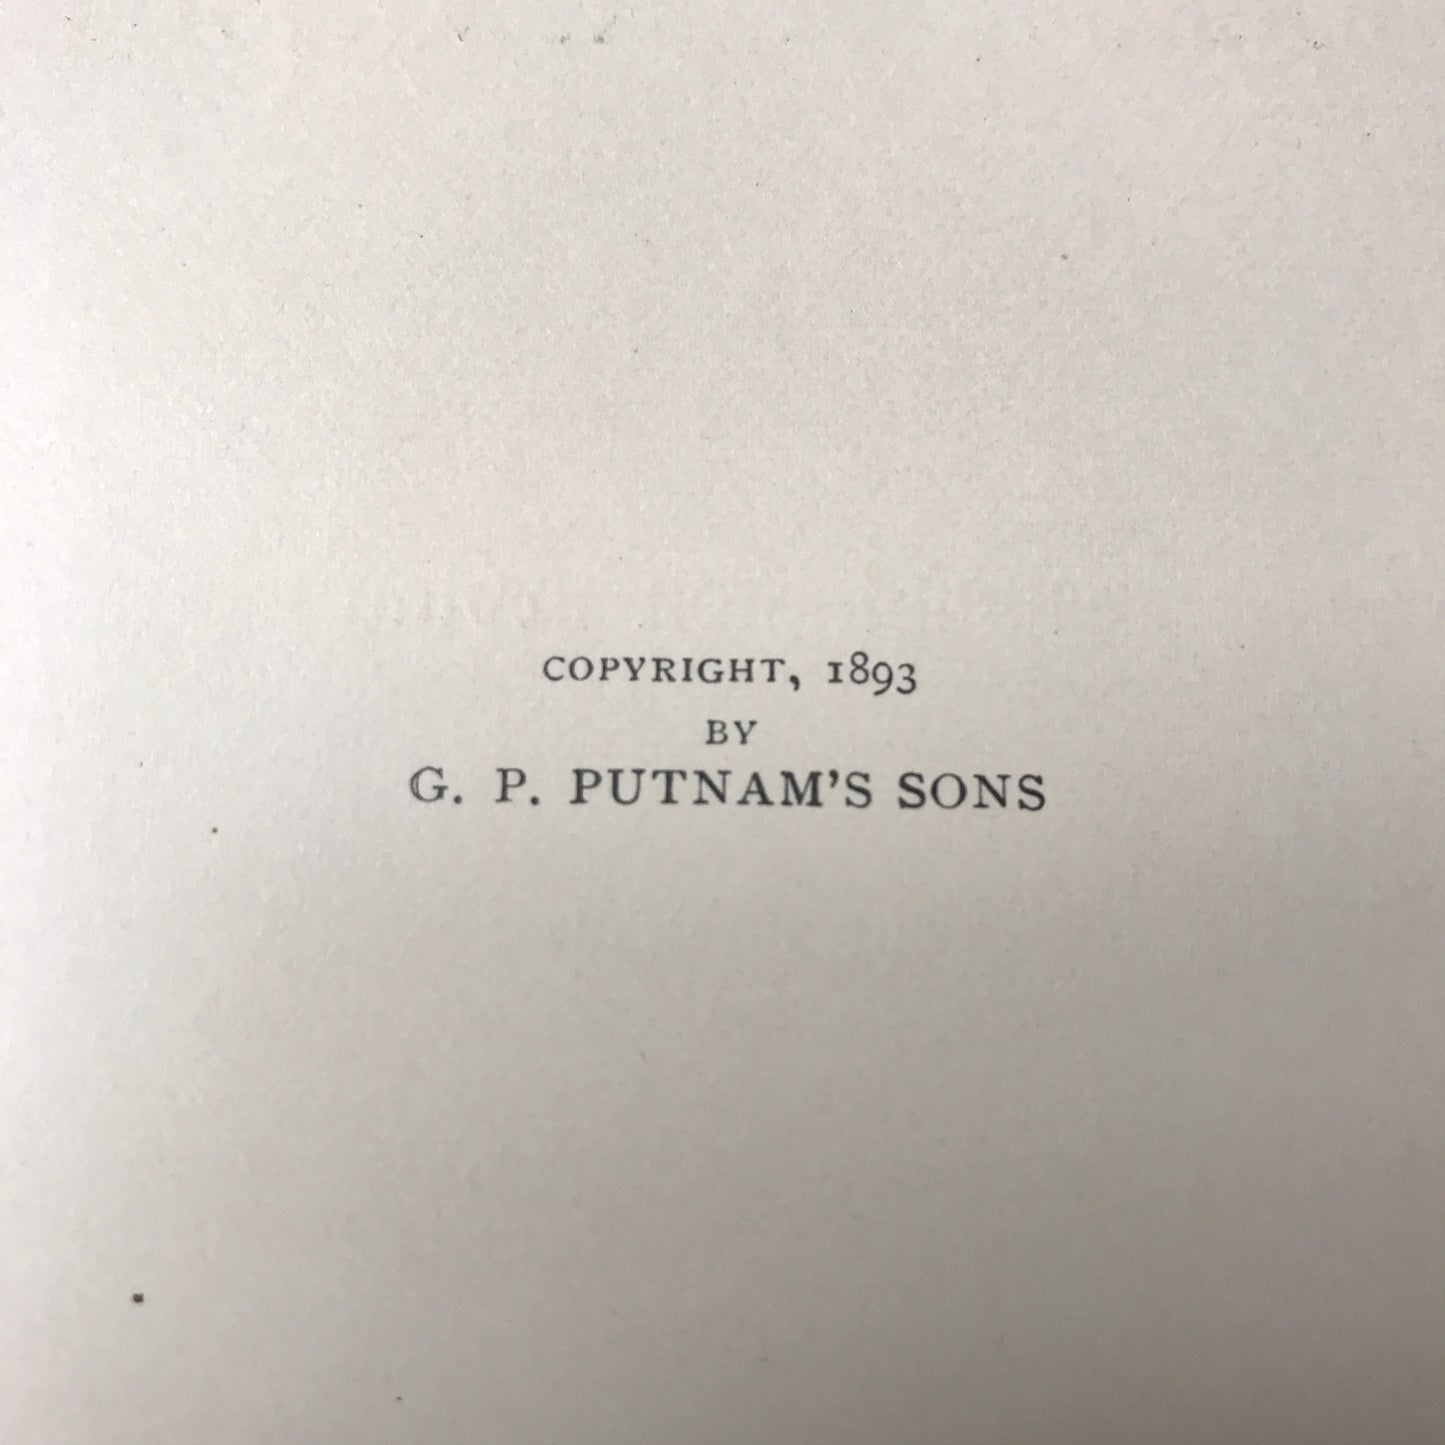 COPYRIGHT, 1893
BY
G. P. PUTNAM'S SONS